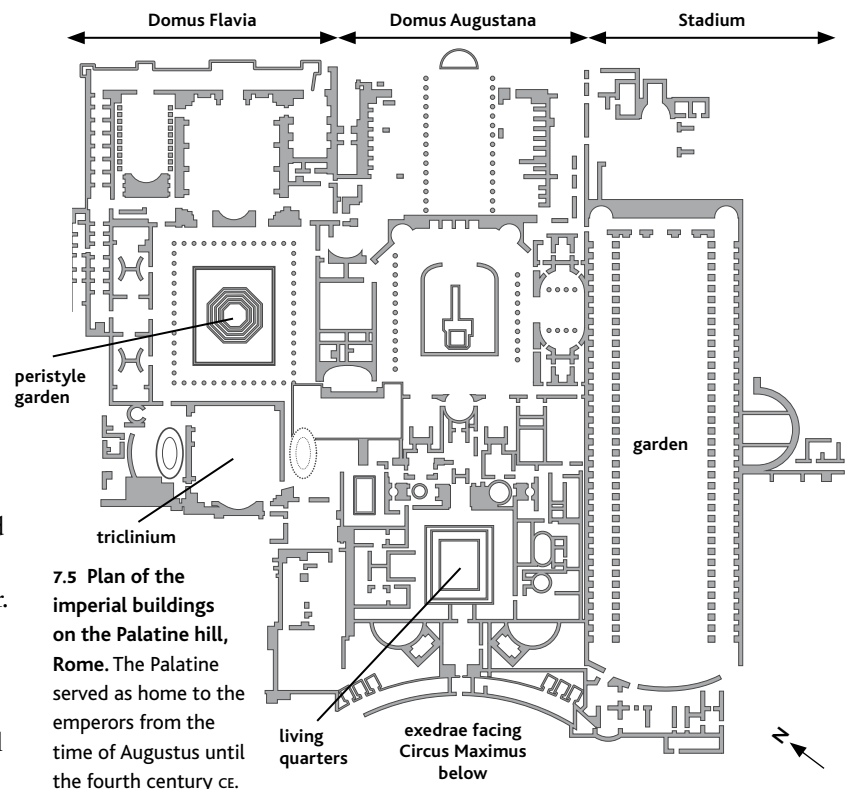 Domus Flavia
Domus Augustana
Stadium
peristyle
garden
garden
triclinium
7.5 Plan of the
imperial buildings
on the Palatine hill,
Rome. The Palatine
served as home to the
emperors from the
time of Augustus until
the fourth century CE.
living
quarters
exedrae facing
Circus Maximus
below
N